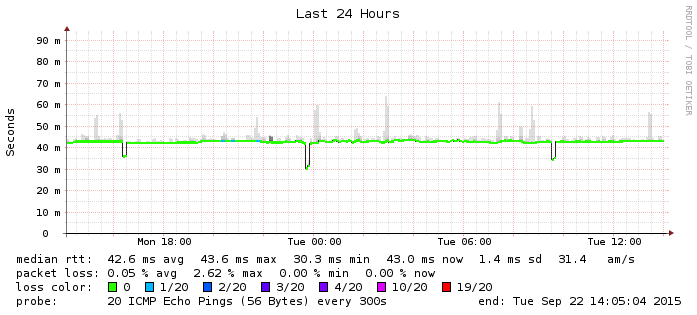 Last 24 Hours
RRDTOOL / TOBI OETIKER
Seconds
90 m
80 m
70 m
60 m
50 m
40 m
30 m
20 m
10 m
0
Mon 18:00 Tue 00:00 Tue 06:00 Tue 12:00
median rtt: 42.6 ms avg 43.6 ms max 30.3 ms min 43.0 ms now 1.4 ms sd 31.4 am/s
packet loss: 0.05 % avg 2.62 % max 0.00 % min 0.00 % now
loss color: 0 1/20 2/20 3/20 4/20 10/20 19/20
probe: 20 ICMP Echo Pings (56 Bytes) every 300s end: Tue Sep 22 14:05:04 2015